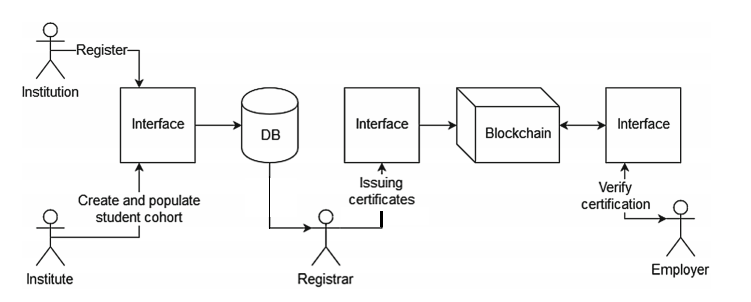 Register
Institution
Interface
DB
Interface
Blockchain
Interface
Create and populate
student cohort
Issuing
certificates
Verify
certification
Institute
Registrar
Employer